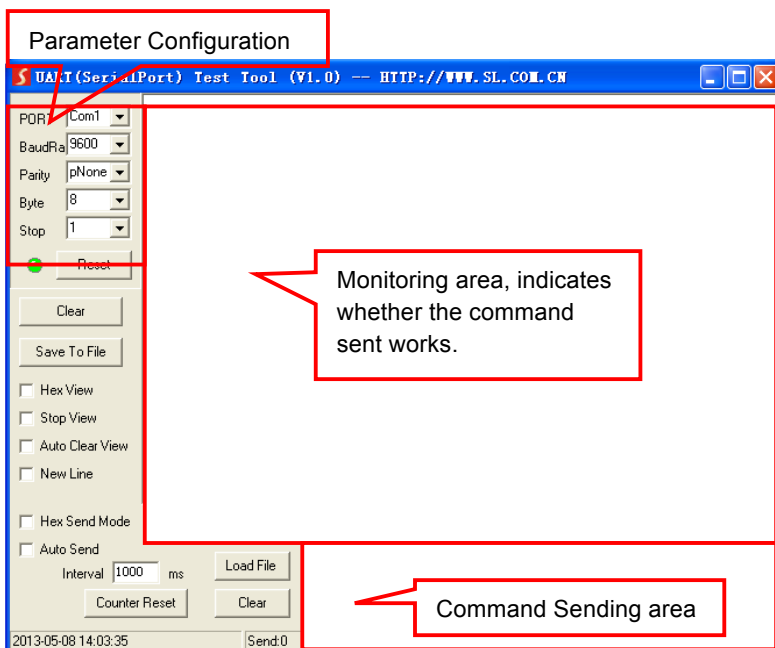 Parameter Configuration
UART(SerialPort) Test Tool (V1.0) -- HTTP://WWW.SL.COM.CN
PORT Com1
BaudRa 9600
Parity pNone
Byte 8
Stop 1
Reset
Clear
Save To File
Monitoring area, indicates
whether the command
sent works.
Hex View
Stop View
Auto Clear View
New Line
Hex Send Mode
Auto Send
Interval 1000 ms
Load File
Counter Reset
Clear
Command Sending area
2013-05-08 14:03:35
Send:0